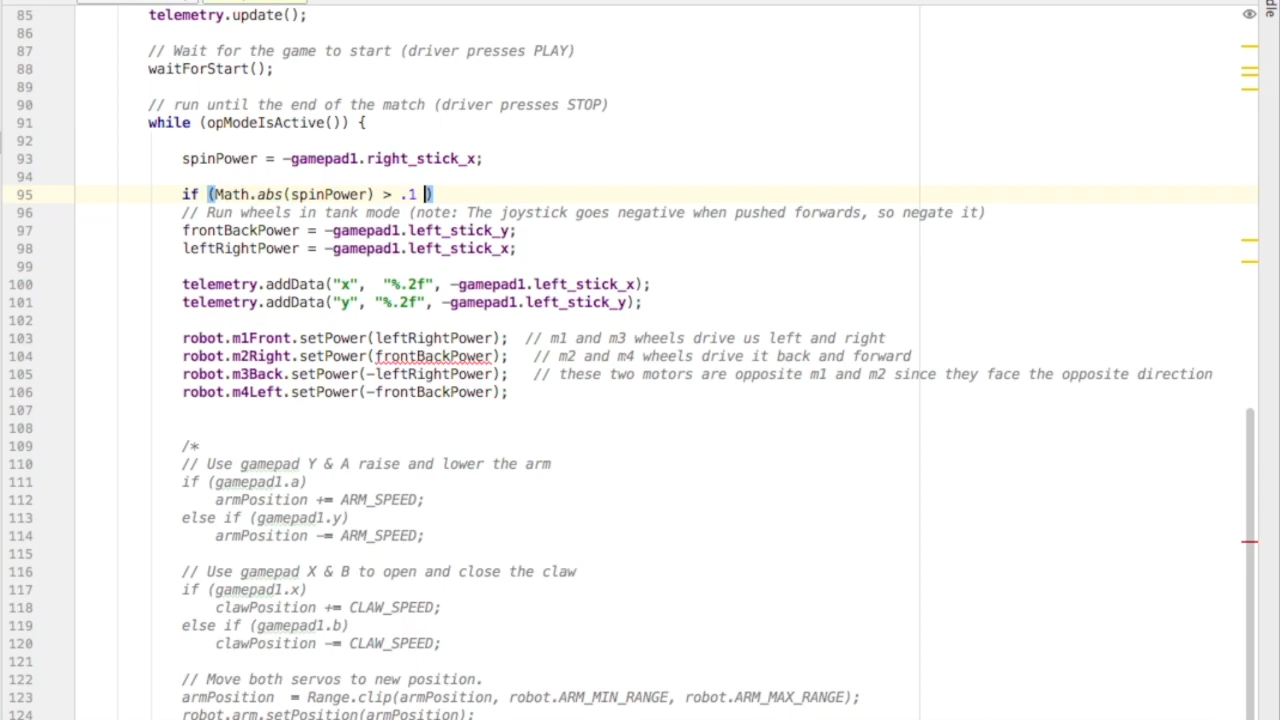 85 telemetry.update();
86
87 // Wait for the game to start (driver presses PLAY)
88 waitForStart();
89
90 // run until the end of the match (driver presses STOP)
91 while (opModeIsActive()) {
92
93 spinPower = -gamepad1.right_stick_x;
94
95 if (Math.abs(spinPower) > .1 )
96 // Run wheels in tank mode (note: The joystick goes negative when pushed forwards, so negate it)
97 frontBackPower = -gamepad1.left_stick_y;
98 leftRightPower = -gamepad1.left_stick_x;
99
100 telemetry.addData("x", "%.2f", -gamepad1.left_stick_x);
101 telemetry.addData("y", "%.2f", -gamepad1.left_stick_y);
102
103 robot.m1Front.setPower(leftRightPower); // m1 and m3 wheels drive us left and right
104 robot.m2Right.setPower(frontBackPower); // m2 and m4 wheels drive it back and forward
105 robot.m3Back.setPower(-leftRightPower); // these two motors are opposite m1 and m2 since they face the opposite direction
106 robot.m4Left.setPower(-frontBackPower);
107
108
109 /*
110 // Use gamepad Y & A raise and lower the arm
111 if (gamepad1.a)
112 armPosition += ARM_SPEED;
113 else if (gamepad1.y)
114 armPosition -= ARM_SPEED;
115
116 // Use gamepad X & B to open and close the claw
117 if (gamepad1.x)
118 clawPosition += CLAW_SPEED;
119 else if (gamepad1.b)
120 clawPosition -= CLAW_SPEED;
121
122 // Move both servos to new position.
123 armPosition = Range.clip(armPosition, robot.ARM_MIN_RANGE, robot.ARM_MAX_RANGE);
124 robot.arm.setPosition(armPosition);